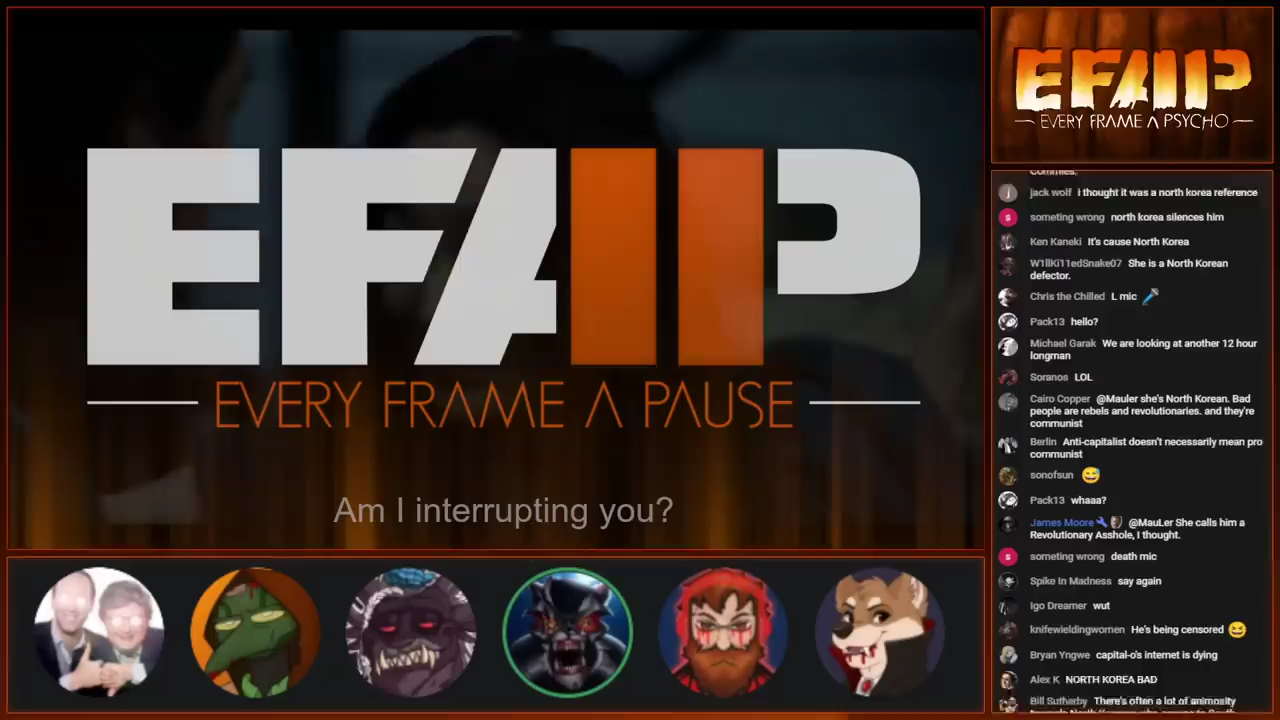 EFAP
EVERY FRAME A PAUSE
Am I interrupting you?
EFAP
EVERY FRAME A PSYCHO
Commies.
jack wolf i thought it was a north korea reference
someting wrong north korea silences him
Ken Kaneki It's cause North Korea
W1llKi11edSnake07 She is a North Korean
defector.
Chris the Chilled L mic
Pack13 hello?
Michael Garak We are looking at another 12 hour
longman
Soranos LOL
Cairo Copper @Mauler she's North Korean. Bad
people are rebels and revolutionaries. and they're
communist
Berlin Anti-capitalist doesn't necessarily mean pro
communist
sonofsun
Pack13 whaaa?
James Moore @MauLer She calls him a
Revolutionary Asshole, I thought.
someting wrong death mic
Spike In Madness say again
Igo Dreamer wut
knifewieldingwomen He's being censored
Bryan Yngwe capital-o's internet is dying
Alex K NORTH KOREA BAD
Bill Sutherby There's often a lot of animosity